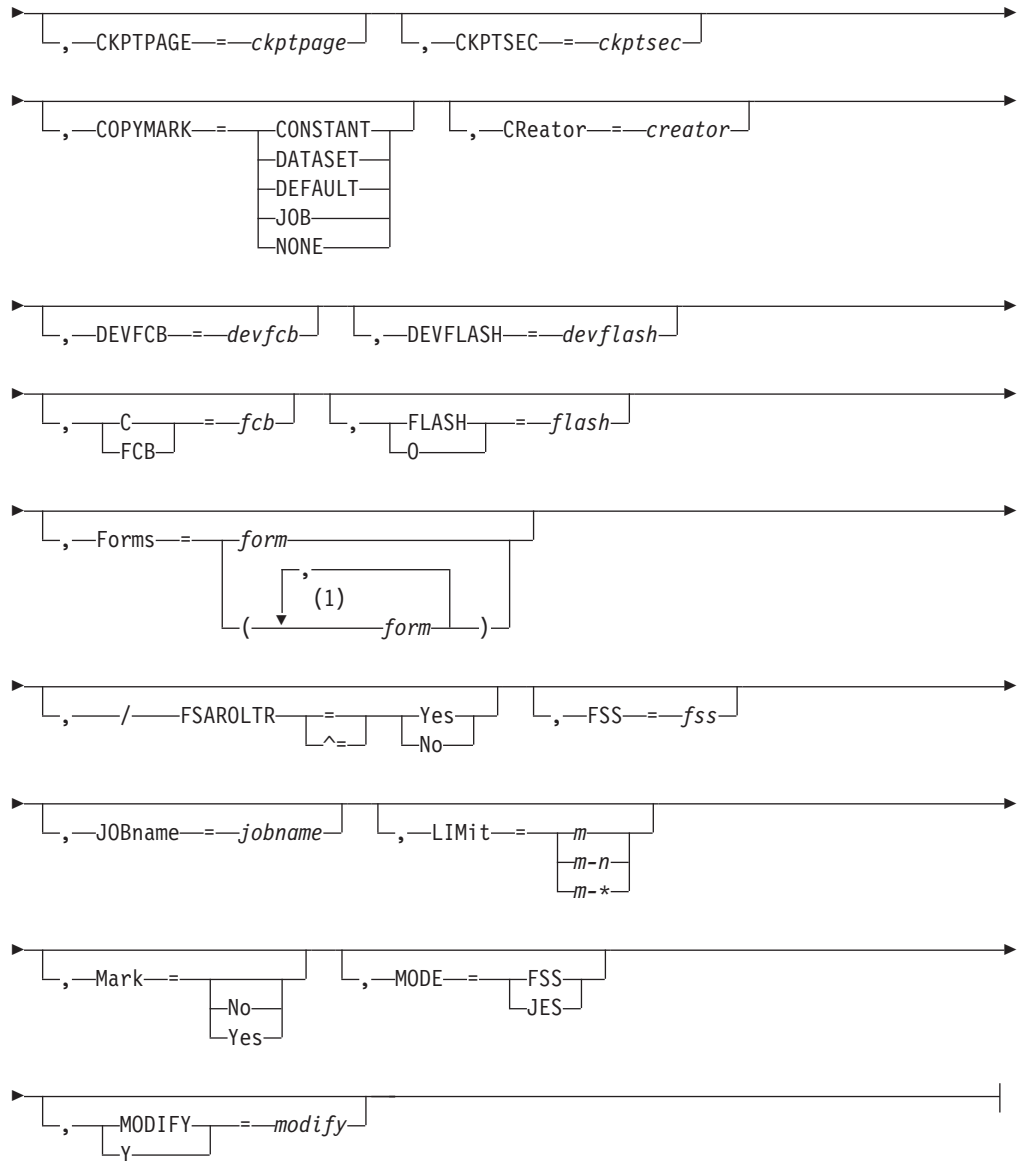 , CKPTPAGE = ckptpage , CKPTSEC = ckptsec
, COPYMARK = CONSTANT , CReator = creator
DATASET
DEFAULT
JOB
NONE
, DEVFCB = devfcb , DEVFLASH = devflash
, C = fcb , FLASH = flash
FCB O
, Forms = form
,
(1)
( form )
, / FSAROLTR = Yes , FSS = fss
^= No
, JOBname = jobname , LIMit = m
m-n
m-*
, Mark = , MODE = FSS
No JES
Yes
, MODIFY = modify
Y